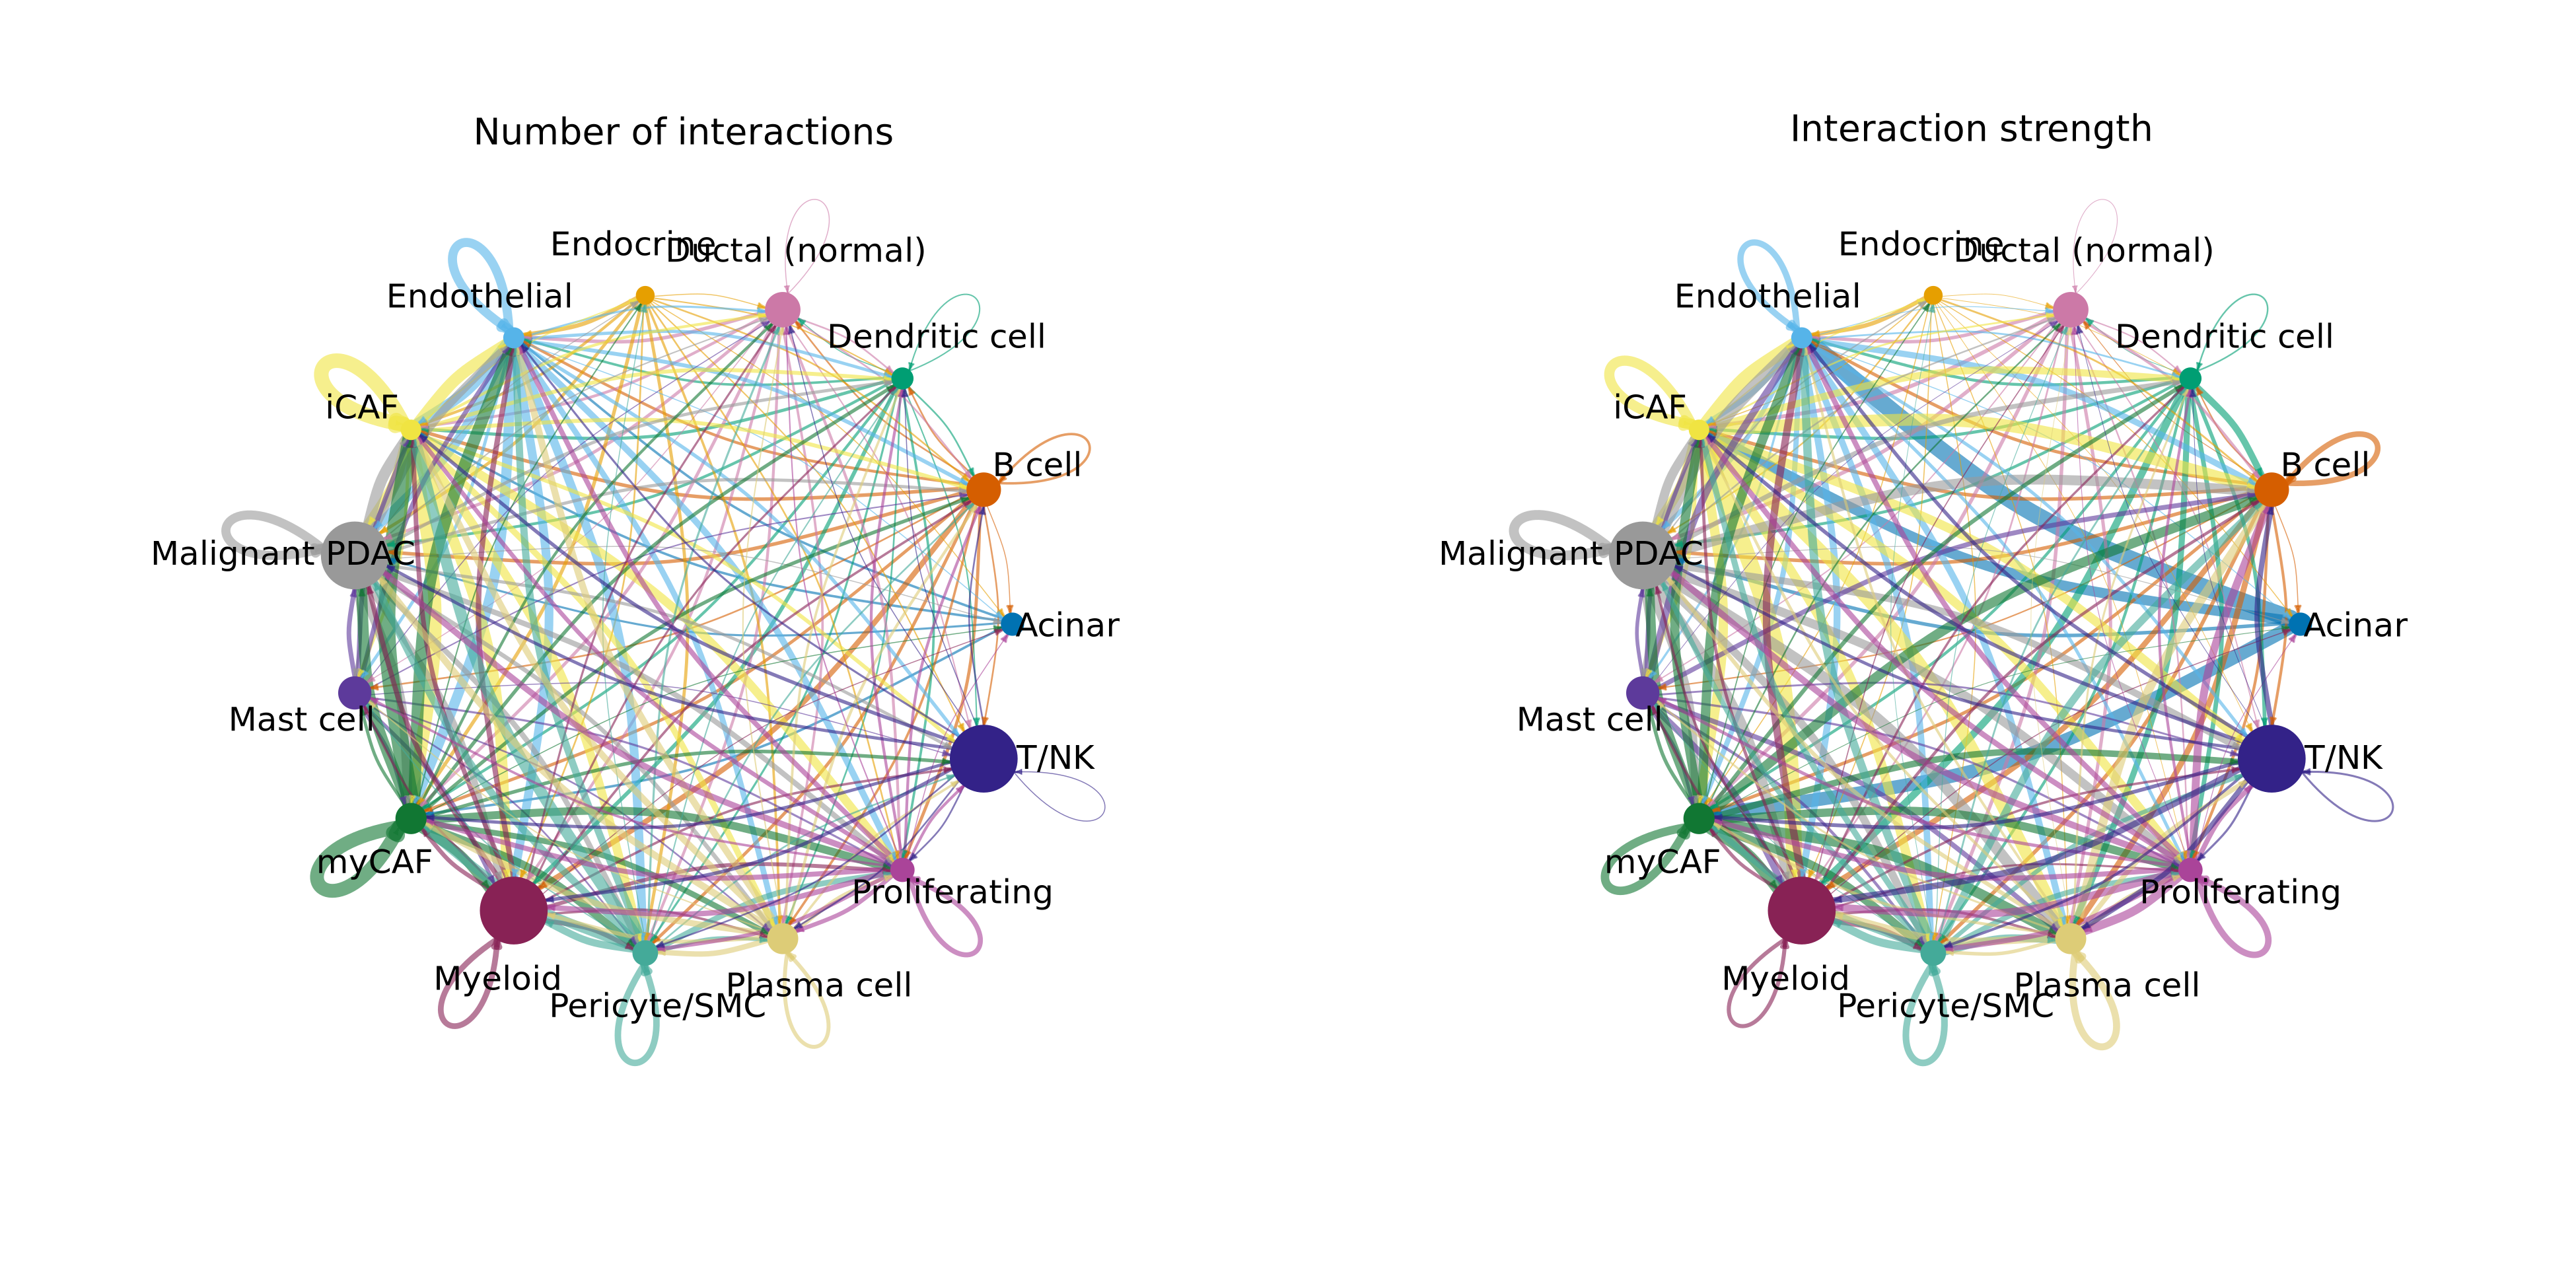 Number of interactions
Endocrine
Ductal (normal)
Endothelial
Dendritic cell
iCAF
B cell
Malignant PDAC
Acinar
Mast cell
T/NK
myCAF
Proliferating
Myeloid
Plasma cell
Pericyte/SMC
Interaction strength
Endocrine
Ductal (normal)
Endothelial
Dendritic cell
iCAF
B cell
Malignant PDAC
Acinar
Mast cell
T/NK
myCAF
Proliferating
Myeloid
Plasma cell
Pericyte/SMC